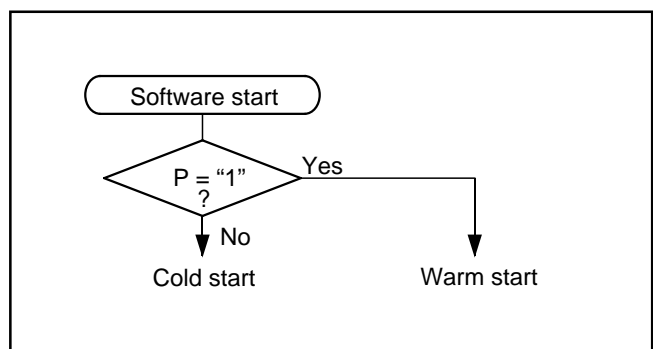 Software start
P = “1”
?
Yes
No
Cold start
Warm start